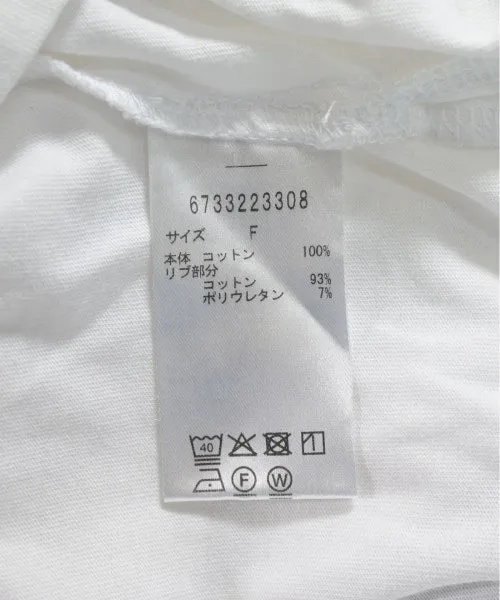 6733223308
サイズ F
本体 コットン 100%
リブ部分
コットン 93%
ポリウレタン 7%
40
F W